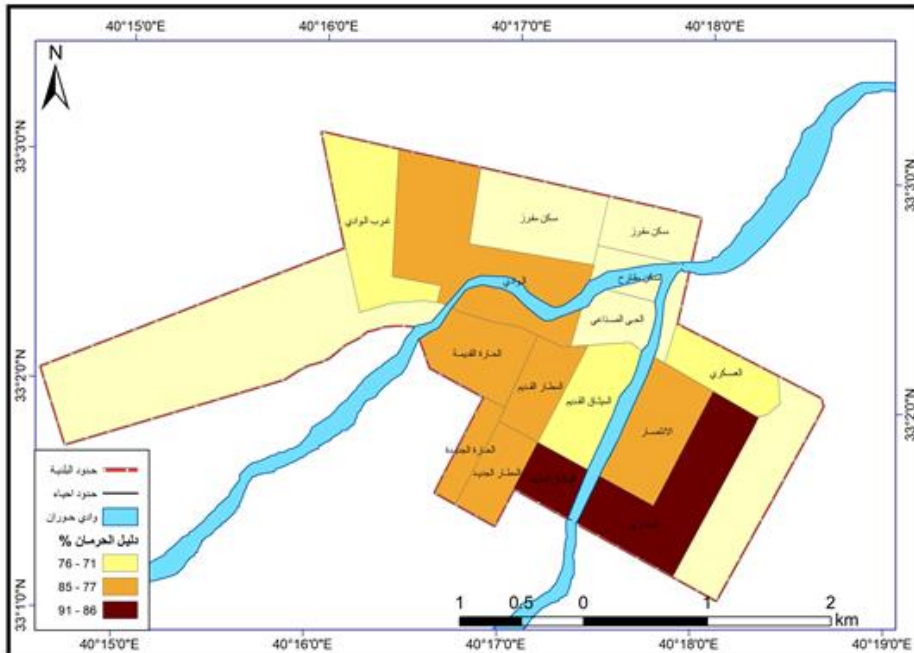 40°15'0"E 40°16'0"E 40°17'0"E 40°18'0"E
N
33°3'0"N
33°3'0"N
سكن مفرز
سكن مفرز
غرب الوادي
الوادي
الحي الصناعي
33°2'0"N
الحارة القديمة
العسكري
المطار القديم
الميثاق القديم
33°2'0"N
الانتصار
الحارة الجديدة
المطار الجديد
حدود البلدية
حدود احياء
وادي حوران
دليل الحرمان %
76 - 71
85 - 77
91 - 86
33°1'0"N
33°1'0"N
1 0.5 0 1 2
km
40°15'0"E 40°16'0"E 40°17'0"E 40°18'0"E 40°19'0"E